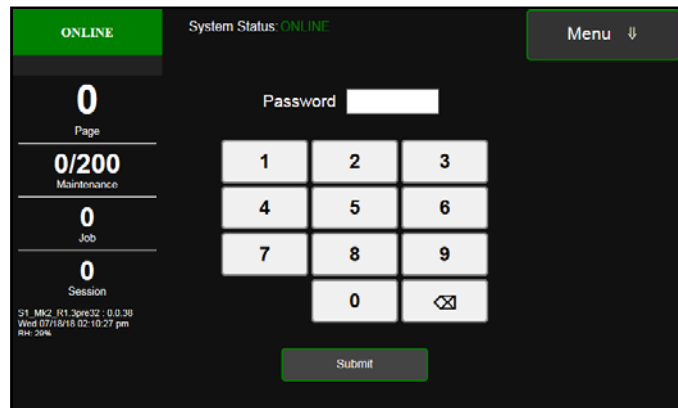 ONLINE
System Status: ONLINE
Menu ⇓
0
Page
0/200
Maintenance
0
Job
0
Session
S1_Mk2_R1.3pre32 : 0.0.38
Wed 07/18/18 02:10:27 pm
RH: 29%
Password
1 2 3
4 5 6
7 8 9
0 ⌫
Submit